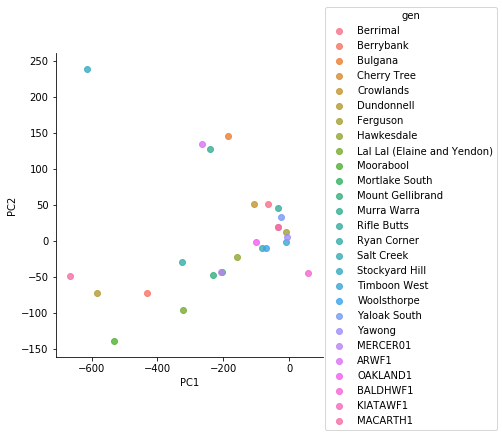 gen
Berrimal
Berrybank
Bulgana
Cherry Tree
Crowlands
Dundonnell
Ferguson
Hawkesdale
Lal Lal (Elaine and Yendon)
Moorabool
Mortlake South
Mount Gellibrand
Murra Warra
Rifle Butts
Ryan Corner
Salt Creek
Stockyard Hill
Timboon West
Woolsthorpe
Yaloak South
Yawong
MERCER01
ARWF1
OAKLAND1
BALDHWF1
KIATAWF1
MACARTH1
250
200
150
100
50
0
−50
−100
−150
PC2
−600
−400
−200
0
PC1